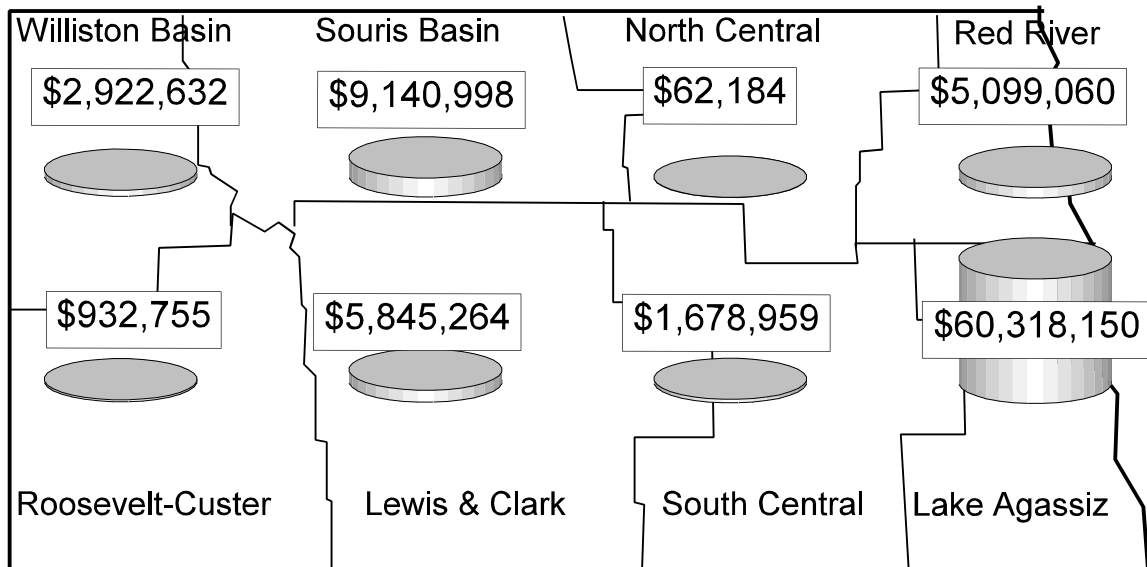 Williston Basin
Souris Basin
North Central
Red River
$2,922,632
$9,140,998
$62,184
$5,099,060
$932,755
$5,845,264
$1,678,959
$60,318,150
Roosevelt-Custer
Lewis & Clark
South Central
Lake Agassiz